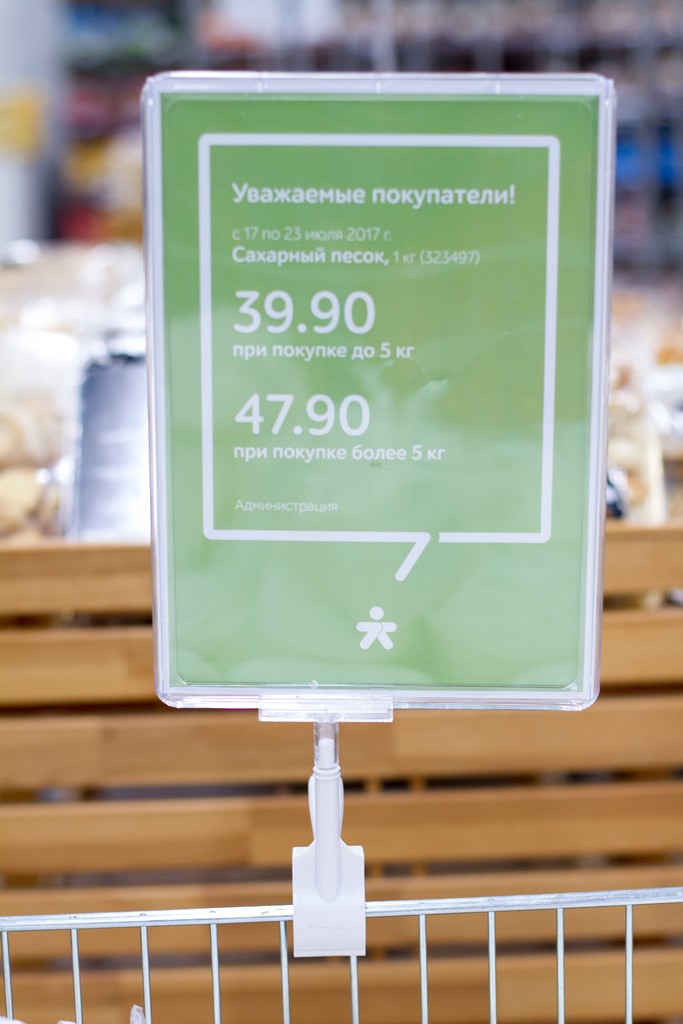 Уважаемые покупатели!
с 17 по 23 июля 2017 г.
Сахарный песок, 1 кг (323497)
39.90
при покупке до 5 кг
47.90
при покупке более 5 кг
Администрация